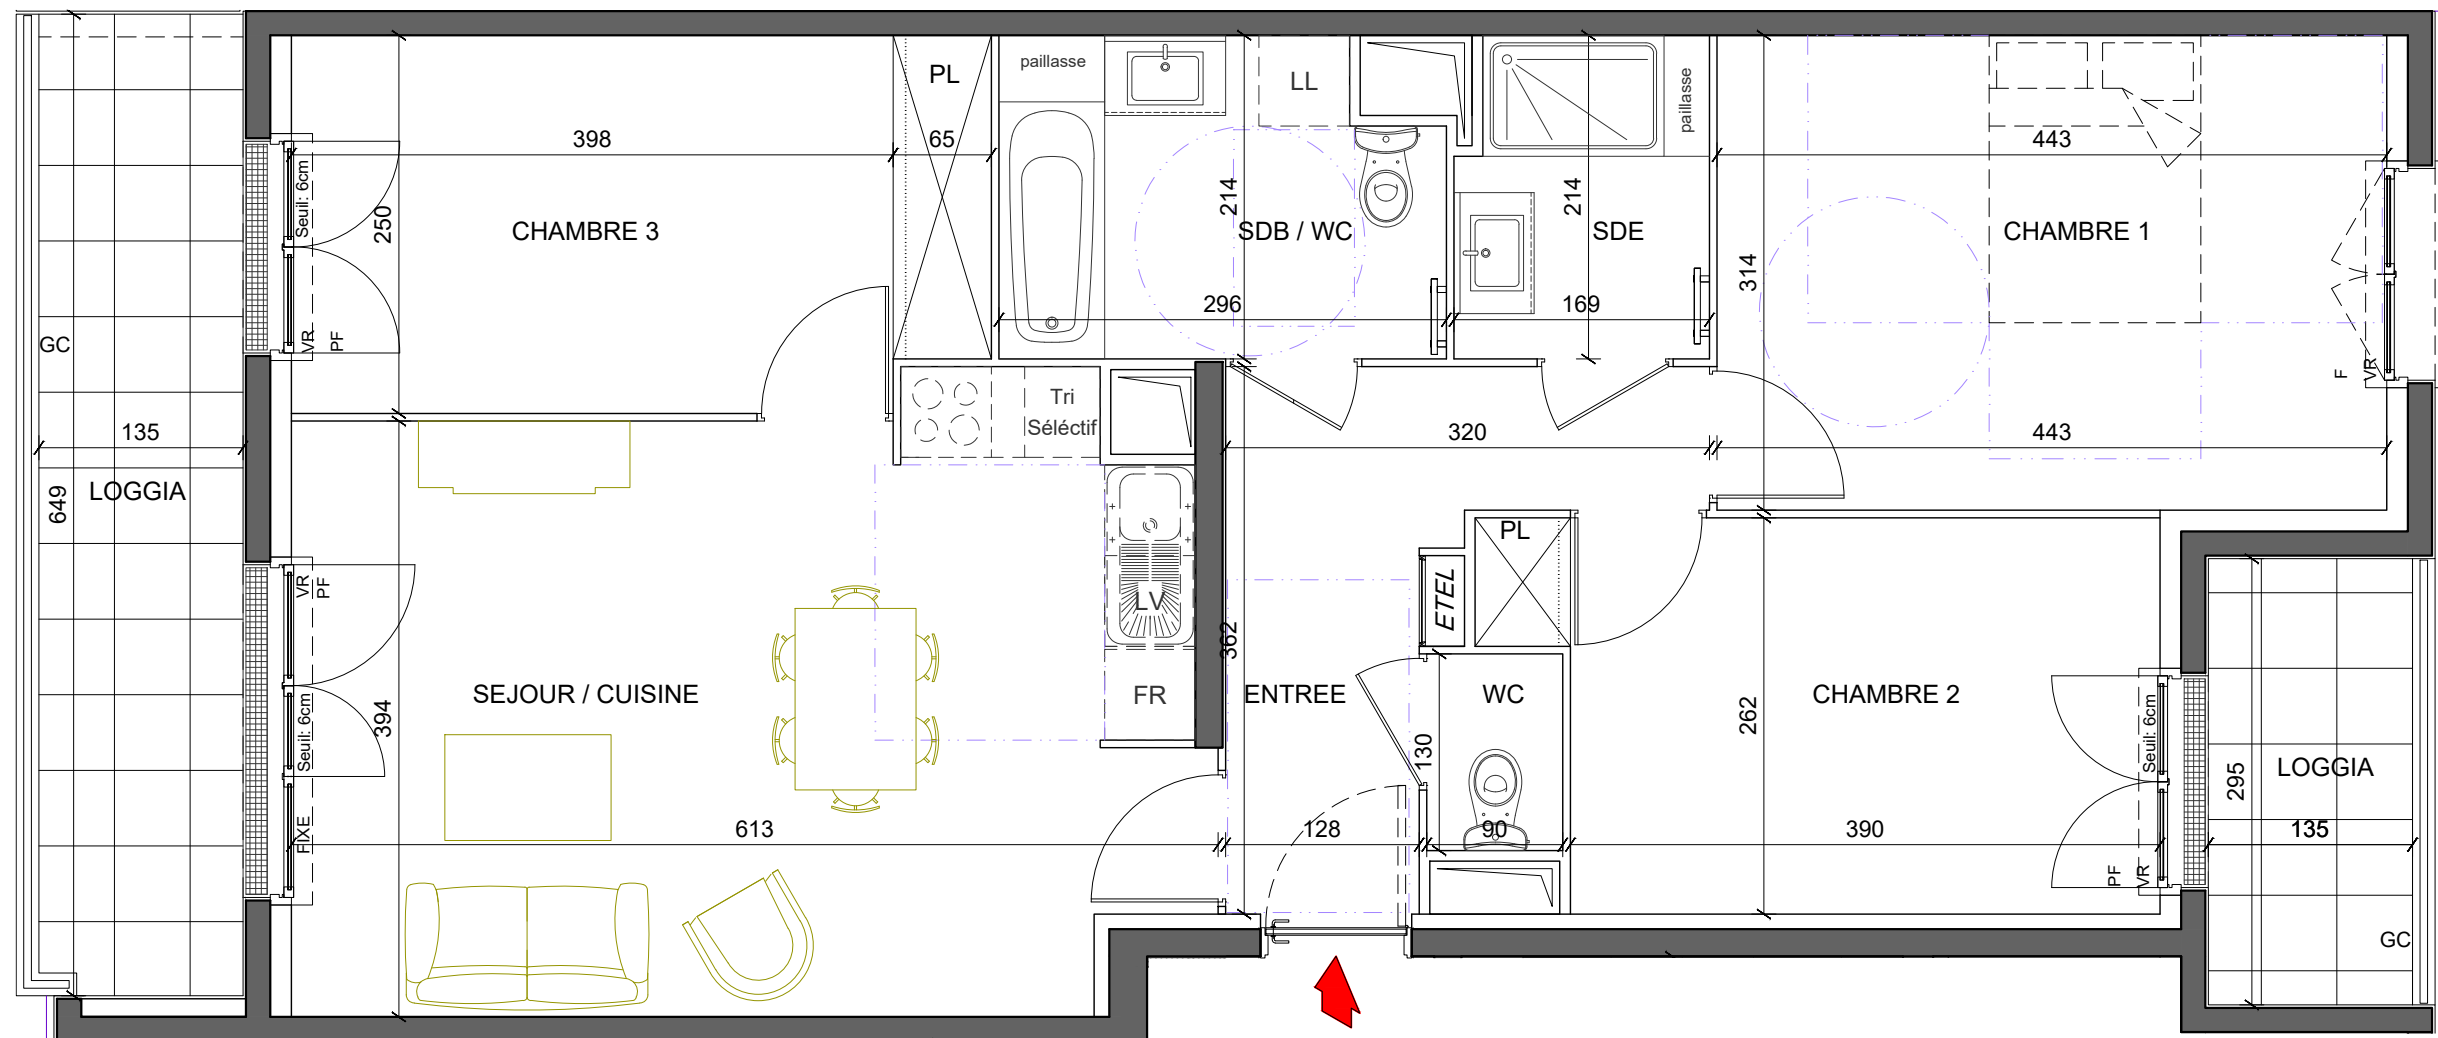 PL
paillasse
LL
paillasse
398
65
443
Seuil: 6cm
250
CHAMBRE 3
214
SDB / WC
214
SDE
CHAMBRE 1
314
296
169
GC
VR
PF
F
VR
Tri
Séléctif
135
320
443
649
LOGGIA
PL
VR
PF
LV
ETEL
362
SEJOUR / CUISINE
FR
ENTREE
WC
CHAMBRE 2
394
Seuil: 6cm
130
262
Seuil: 6cm
295
LOGGIA
FIXE
613
128
90
390
135
PF
VR
GC